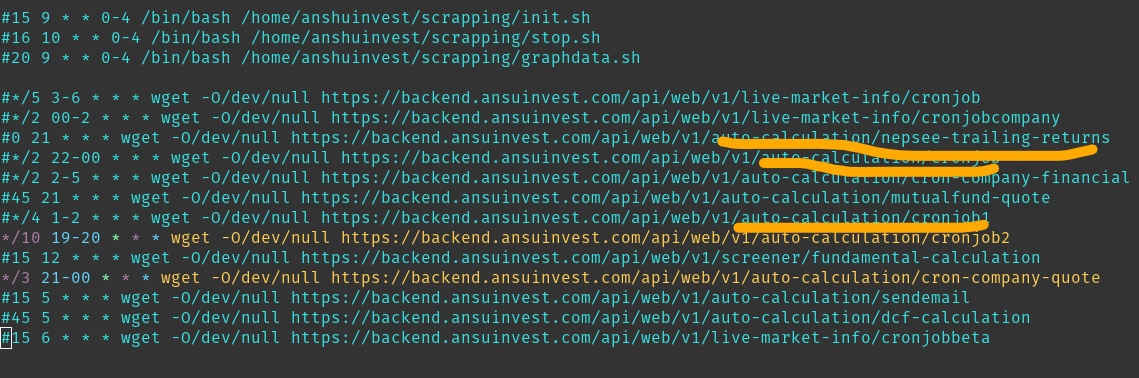 #15 9 * * 0-4 /bin/bash /home/anshuinvest/scrapping/init.sh
#16 10 * * 0-4 /bin/bash /home/anshuinvest/scrapping/stop.sh
#20 9 * * 0-4 /bin/bash /home/anshuinvest/scrapping/graphdata.sh
#*/5 3-6 * * * wget -O/dev/null https://backend.ansuinvest.com/api/web/v1/live-market-info/cronjob
#*/2 00-2 * * * wget -O/dev/null https://backend.ansuinvest.com/api/web/v1/live-market-info/cronjobcompany
#0 21 * * * wget -O/dev/null https://backend.ansuinvest.com/api/web/v1/auto-calculation/nepsee-trailing-returns
#*/2 22-00 * * * wget -O/dev/null https://backend.ansuinvest.com/api/web/v1/auto-calculation/cronjob
#*/2 2-5 * * * wget -O/dev/null https://backend.ansuinvest.com/api/web/v1/auto-calculation/cron-company-financial
#45 21 * * * wget -O/dev/null https://backend.ansuinvest.com/api/web/v1/auto-calculation/mutualfund-quote
#*/4 1-2 * * * wget -O/dev/null https://backend.ansuinvest.com/api/web/v1/auto-calculation/cronjob1
*/10 19-20 * * * wget -O/dev/null https://backend.ansuinvest.com/api/web/v1/auto-calculation/cronjob2
#15 12 * * * wget -O/dev/null https://backend.ansuinvest.com/api/web/v1/screener/fundamental-calculation
*/3 21-00 * * * wget -O/dev/null https://backend.ansuinvest.com/api/web/v1/auto-calculation/cron-company-quote
#15 5 * * * wget -O/dev/null https://backend.ansuinvest.com/api/web/v1/auto-calculation/sendemail
#45 5 * * * wget -O/dev/null https://backend.ansuinvest.com/api/web/v1/auto-calculation/dcf-calculation
#15 6 * * * wget -O/dev/null https://backend.ansuinvest.com/api/web/v1/live-market-info/cronjobbeta